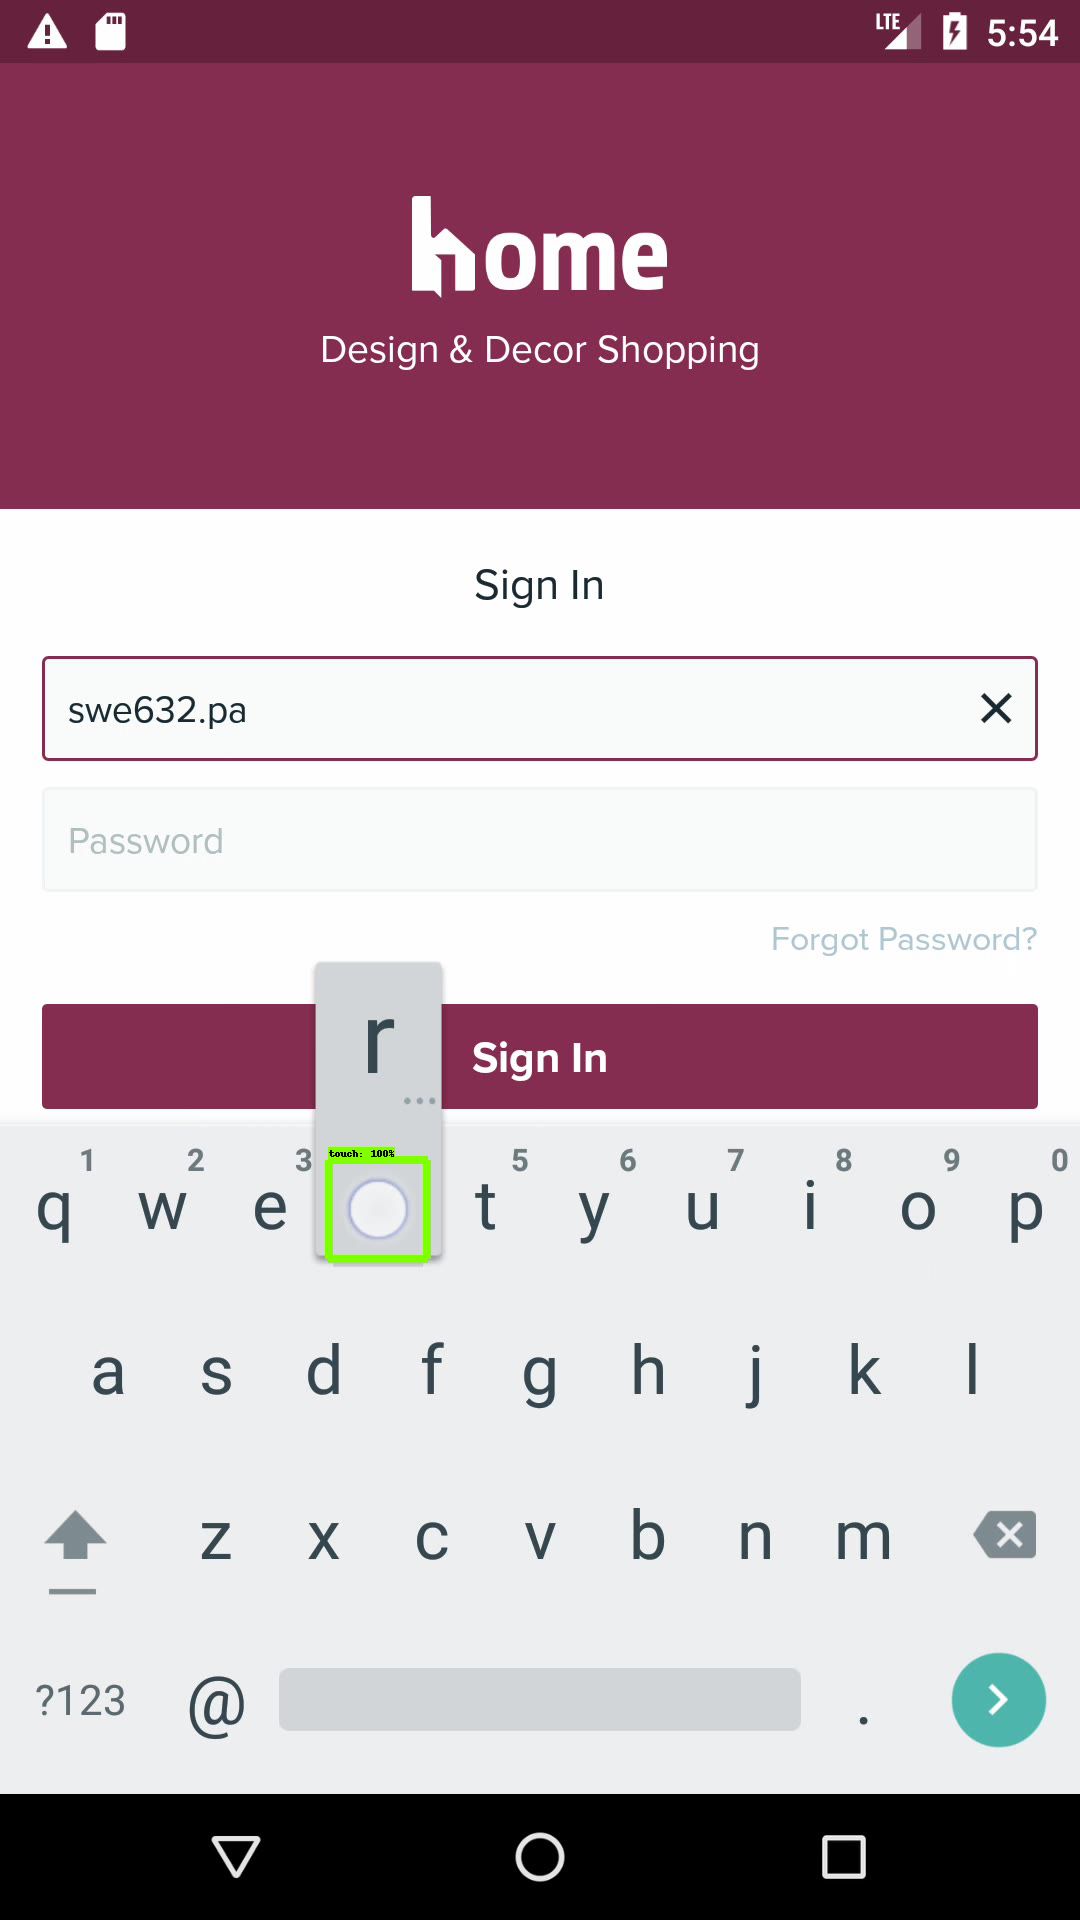 LTE 5:54
home
Design & Decor Shopping
Sign In
swe632.pa
Password
Forgot Password?
r
Sign In
...
touch: 100%
1 2 3 5 6 7 8 9 0
q w e t y u i o p
a s d f g h j k l
z x c v b n m
?123 @ .